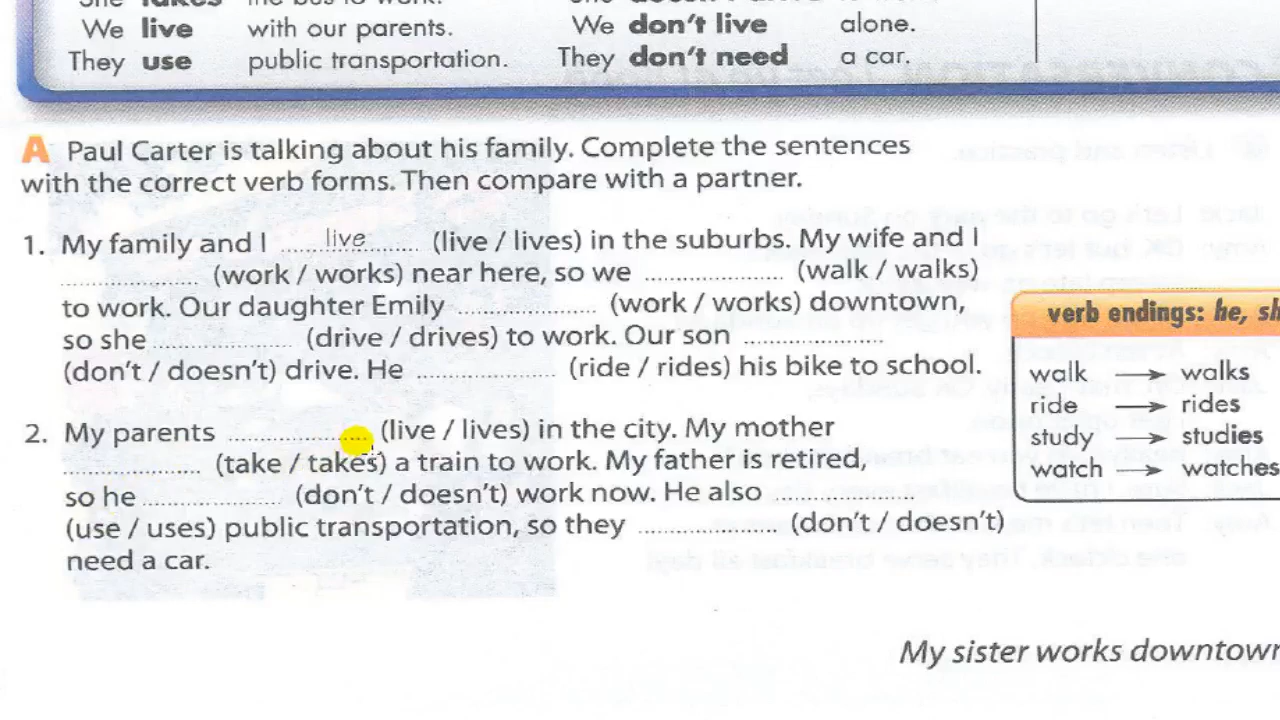 We live with our parents. We don't live alone.
They use public transportation. They don't need a car.
A Paul Carter is talking about his family. Complete the sentences
with the correct verb forms. Then compare with a partner.
1. My family and I live (live / lives) in the suburbs. My wife and I
(work / works) near here, so we (walk / walks)
to work. Our daughter Emily (work / works) downtown,
so she (drive / drives) to work. Our son
(don't / doesn't) drive. He (ride / rides) his bike to school.
2. My parents (live / lives) in the city. My mother
(take / takes) a train to work. My father is retired,
so he (don't / doesn't) work now. He also
(use / uses) public transportation, so they (don't / doesn't)
need a car.
verb endings: he, sh
walk → walks
ride → rides
study → studies
watch → watches
My sister works downtown